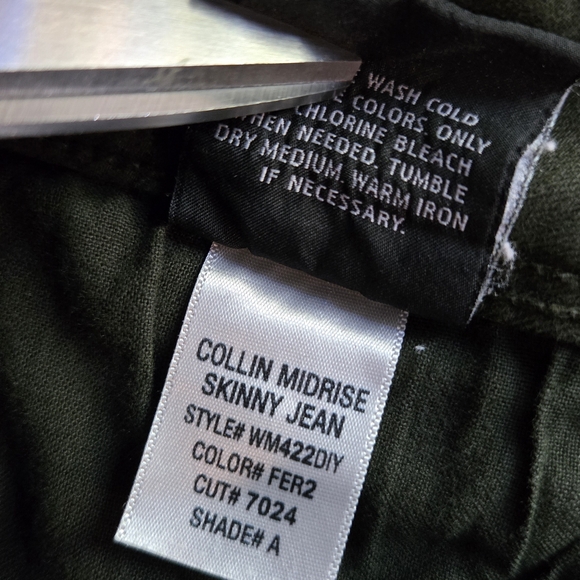 WASH COLD
COLORS ONLY
CHLORINE BLEACH
WHEN NEEDED. TUMBLE
DRY MEDIUM WARM IRON
IF NECESSARY.
COLLIN MIDRISE
SKINNY JEAN
STYLE# WM422DIY
COLOR# FER2
CUT# 7024
SHADE# A